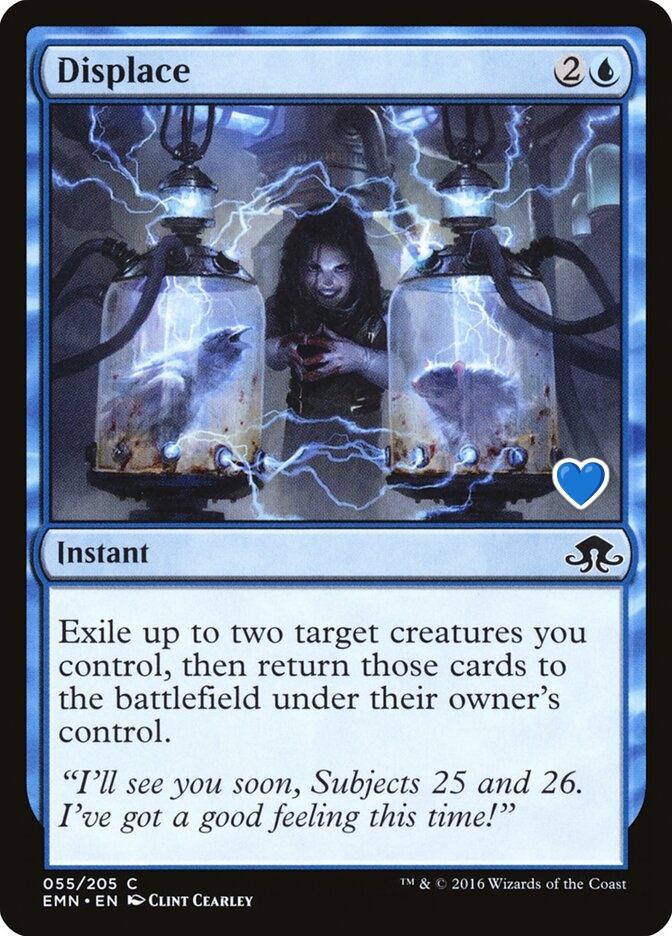 Displace 2
Instant
Exile up to two target creatures you
control, then return those cards to
the battlefield under their owner's
control.
“I'll see you soon, Subjects 25 and 26.
I've got a good feeling this time!”
055/205 C
™ & © 2016 Wizards of the Coast
EMN • EN Clint Cearley